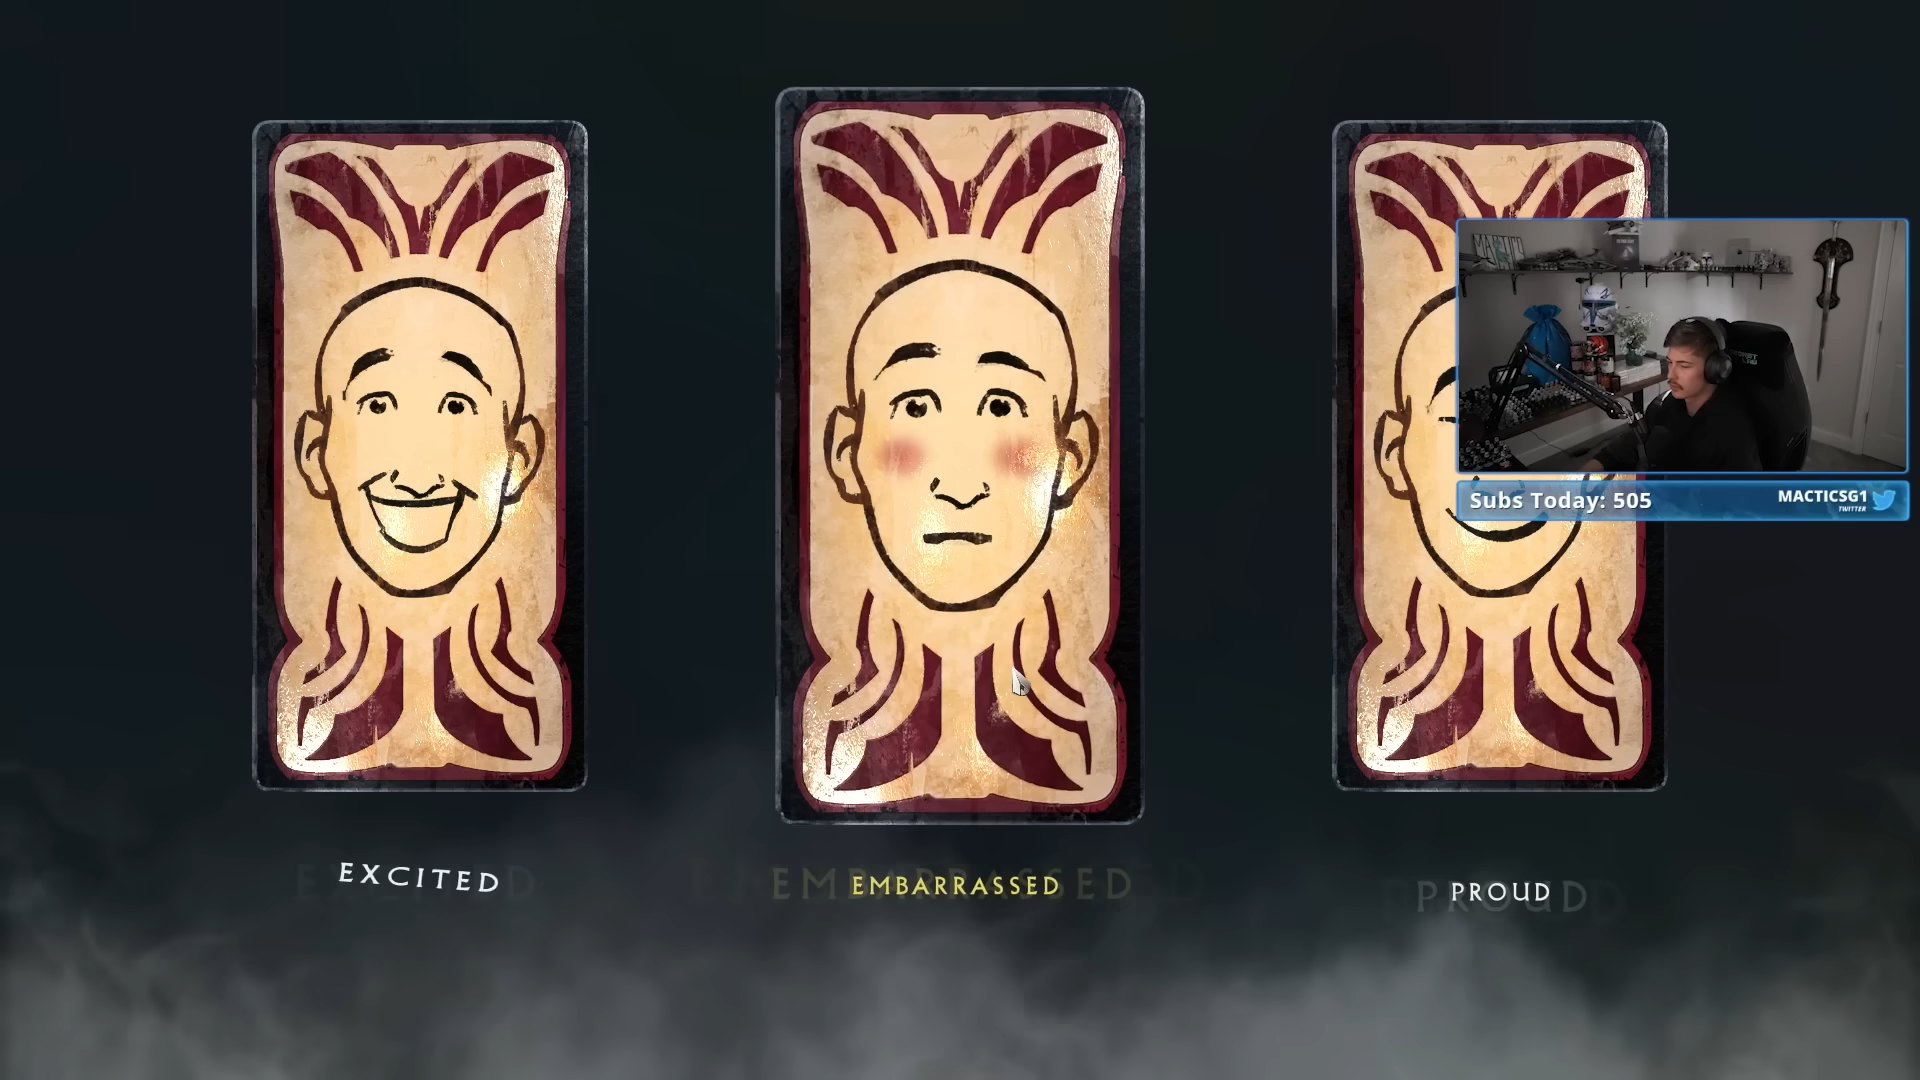 MACTICSG1
Subs Today: 505
TWITTER
EXCITED
EMBARRASSED
PROUD